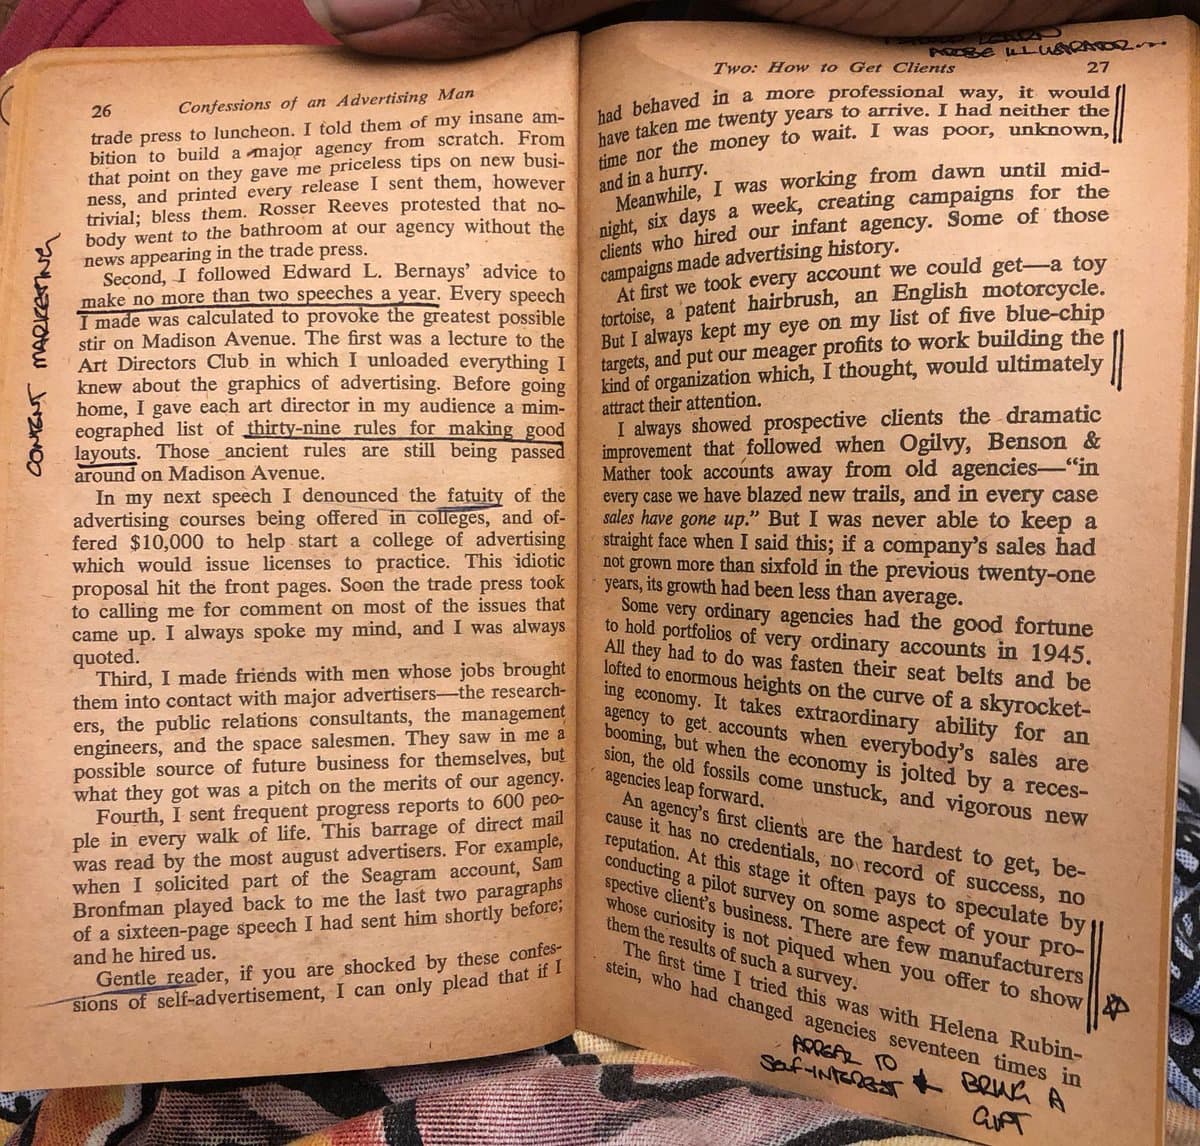 26
Confessions of an Advertising Man
trade press to luncheon. I told them of my insane am-
bition to build a major agency from scratch. From
that point on they gave me priceless tips on new busi-
ness, and printed every release I sent them, however
trivial; bless them. Rosser Reeves protested that no-
body went to the bathroom at our agency without the
news appearing in the trade press.
Second, I followed Edward L. Bernays' advice to
make no more than two speeches a year. Every speech
I made was calculated to provoke the greatest possible
stir on Madison Avenue. The first was a lecture to the
Art Directors Club in which I unloaded everything I
knew about the graphics of advertising. Before going
home, I gave each art director in my audience a mim-
eographed list of thirty-nine rules for making good
layouts. Those ancient rules are still being passed
around on Madison Avenue.
In my next speech I denounced the fatuity of the
advertising courses being offered in colleges, and of-
fered $10,000 to help start a college of advertising
which would issue licenses to practice. This idiotic
proposal hit the front pages. Soon the trade press took
to calling me for comment on most of the issues that
came up. I always spoke my mind, and I was always
quoted.
Third, I made friends with men whose jobs brought
them into contact with major advertisers—the research-
ers, the public relations consultants, the management
engineers, and the space salesmen. They saw in me a
possible source of future business for themselves, but
what they got was a pitch on the merits of our agency.
Fourth, I sent frequent progress reports to 600 peo-
ple in every walk of life. This barrage of direct mail
was read by the most august advertisers. For example,
when I solicited part of the Seagram account, Sam
Bronfman played back to me the last two paragraphs
of a sixteen-page speech I had sent him shortly before;
and he hired us.
Gentle reader, if you are shocked by these confes-
sions of self-advertisement, I can only plead that if I
CONTENT MARKETING
LEARN
ADOBE ILLUSTRATOR...
Two: How to Get Clients
27
had behaved in a more professional way, it would
have taken me twenty years to arrive. I had neither the
time nor the money to wait. I was poor, unknown,
and in a hurry.
Meanwhile, I was working from dawn until mid-
night, six days a week, creating campaigns for the
clients who hired our infant agency. Some of those
campaigns made advertising history.
At first we took every account we could get—a toy
tortoise, a patent hairbrush, an English motorcycle.
But I always kept my eye on my list of five blue-chip
targets, and put our meager profits to work building the
kind of organization which, I thought, would ultimately
attract their attention.
I always showed prospective clients the dramatic
improvement that followed when Ogilvy, Benson &
Mather took accounts away from old agencies—"in
every case we have blazed new trails, and in every case
sales have gone up." But I was never able to keep a
straight face when I said this; if a company's sales had
not grown more than sixfold in the previous twenty-one
years, its growth had been less than average.
Some very ordinary agencies had the good fortune
to hold portfolios of very ordinary accounts in 1945.
All they had to do was fasten their seat belts and be
lofted to enormous heights on the curve of a skyrocket-
ing economy. It takes extraordinary ability for an
agency to get accounts when everybody's sales are
booming, but when the economy is jolted by a reces-
sion, the old fossils come unstuck, and vigorous new
agencies leap forward.
An agency's first clients are the hardest to get, be-
cause it has no credentials, no record of success, no
reputation. At this stage it often pays to speculate by
conducting a pilot survey on some aspect of your pro-
spective client's business. There are few manufacturers
whose curiosity is not piqued when you offer to show
them the results of such a survey.
The first time I tried this was with Helena Rubin-
stein, who had changed agencies seventeen times in
APPEAL TO
SELF-INTEREST + BRING A
GIFT